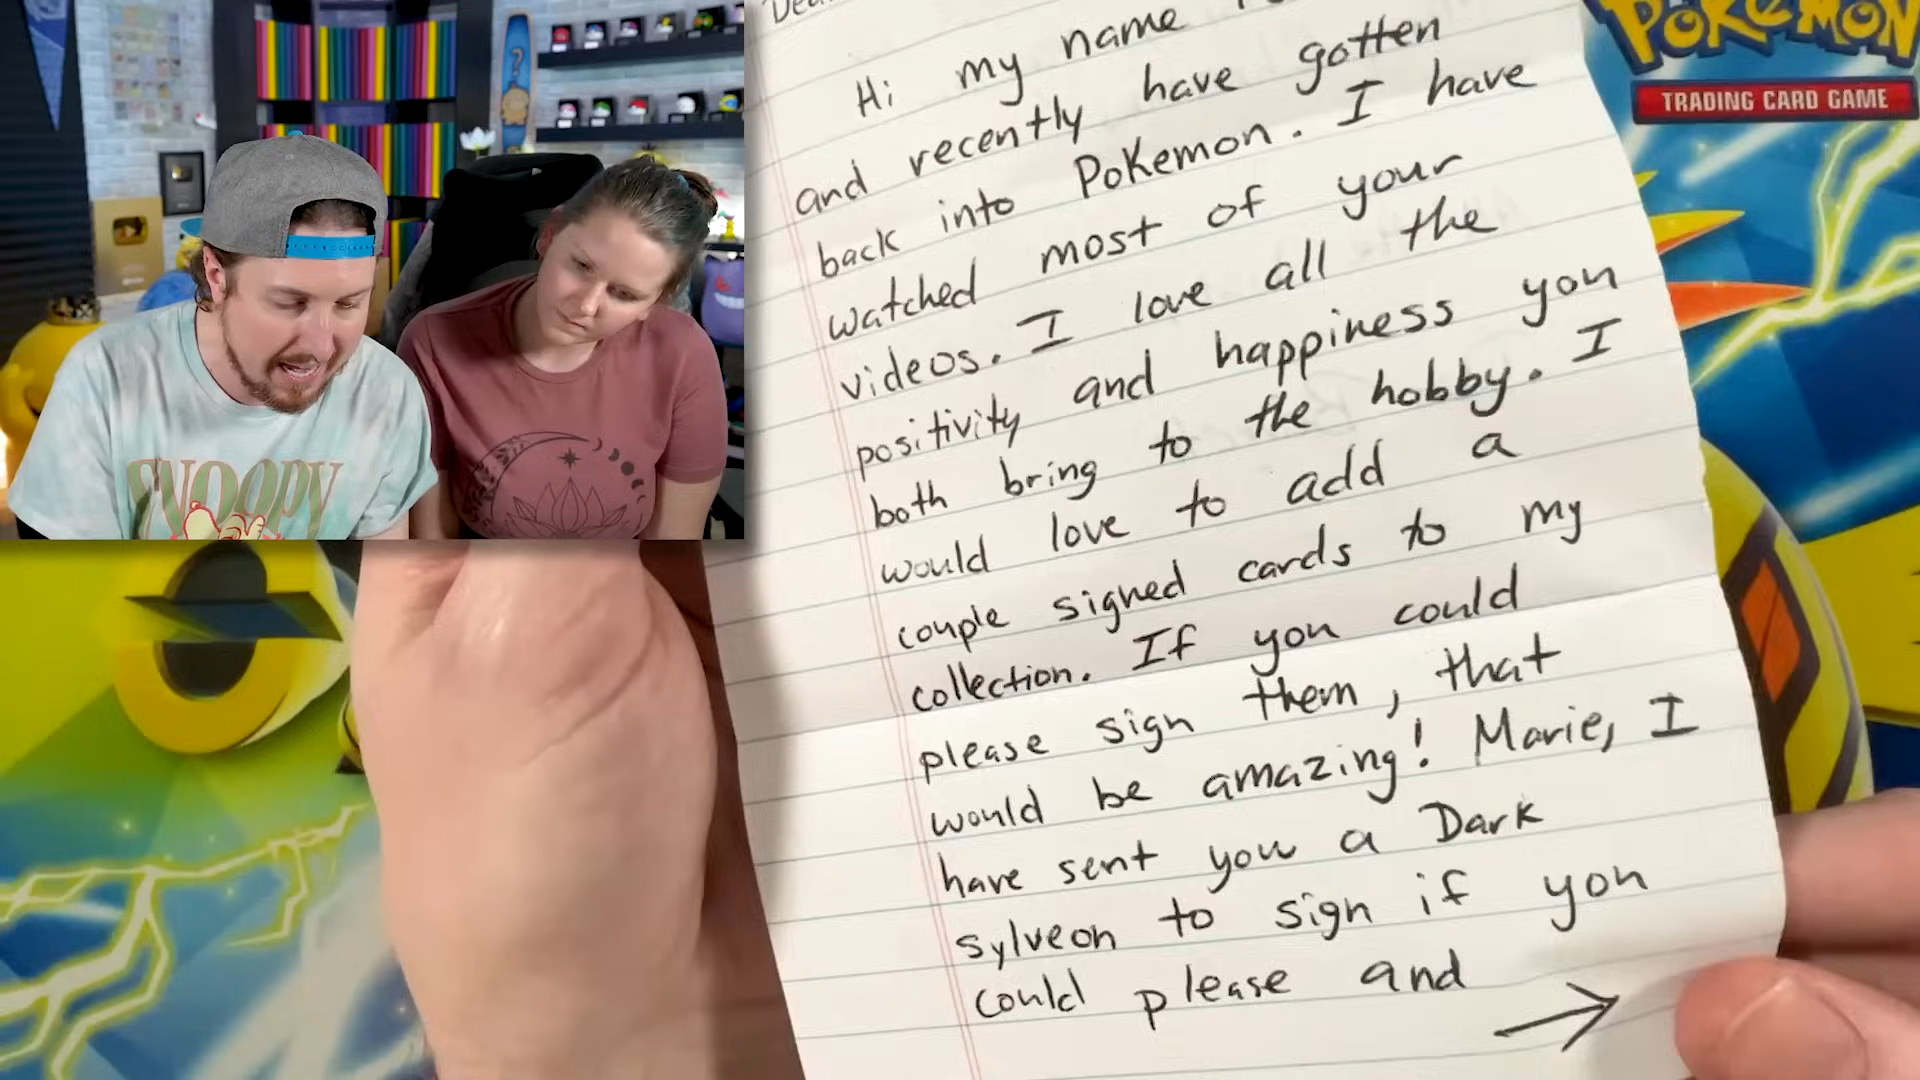 Hi my name
and recently have gotten
back into Pokemon. I have
watched most of your
videos. I love all the
positivity and happiness you
both bring to the hobby. I
would love to add a
couple signed cards to my
collection. If you could
please sign them, that
would be amazing! Marie, I
have sent you a Dark
sylveon to sign if you
could please and
POKéMON
TRADING CARD GAME
SNOOPY
?